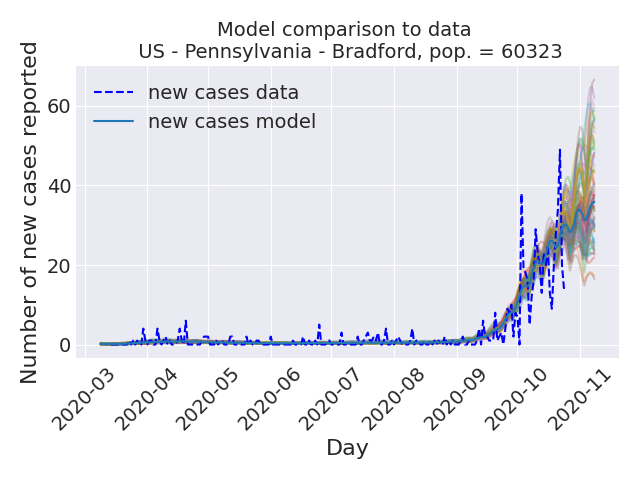 Model comparison to data
US - Pennsylvania - Bradford, pop. = 60323
Number of new cases reported
60
40
20
0
new cases data
new cases model
2020-03
2020-04
2020-05
2020-06
2020-07
2020-08
2020-09
2020-10
2020-11
Day